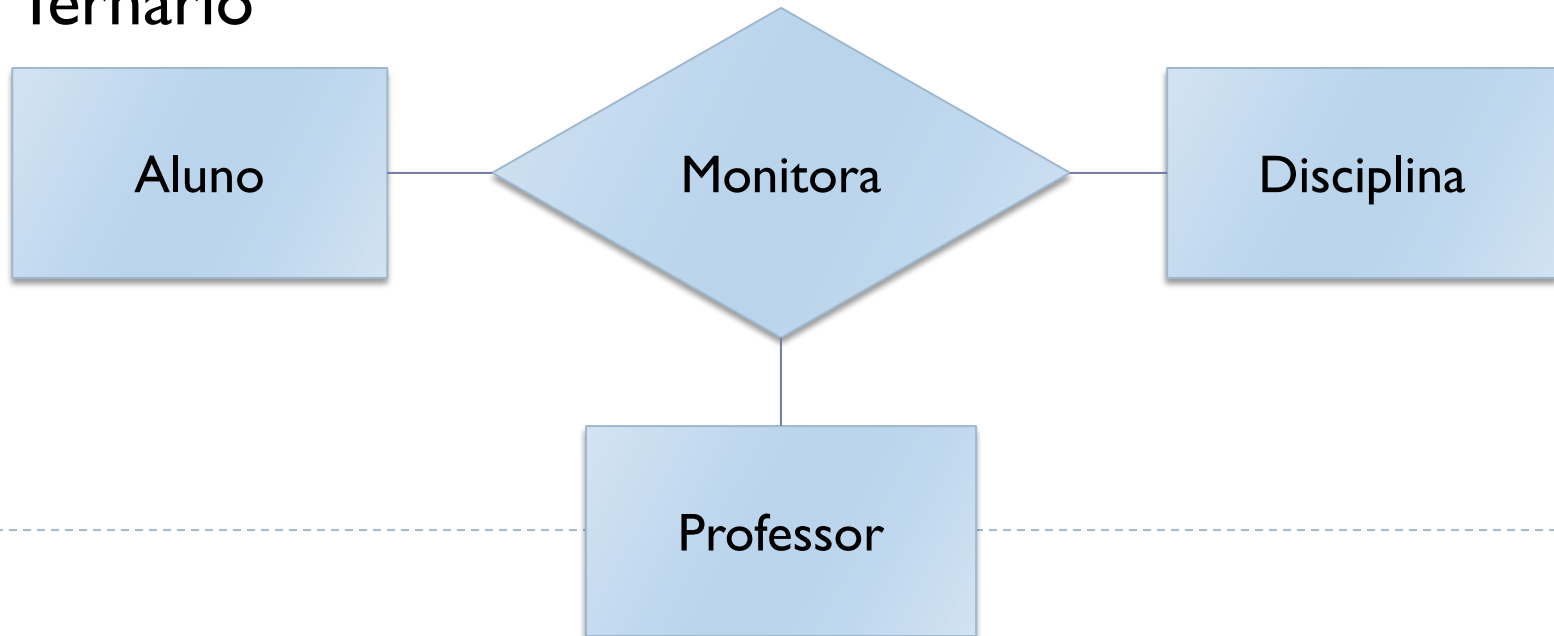 Ternário
Aluno
Monitora
Disciplina
Professor